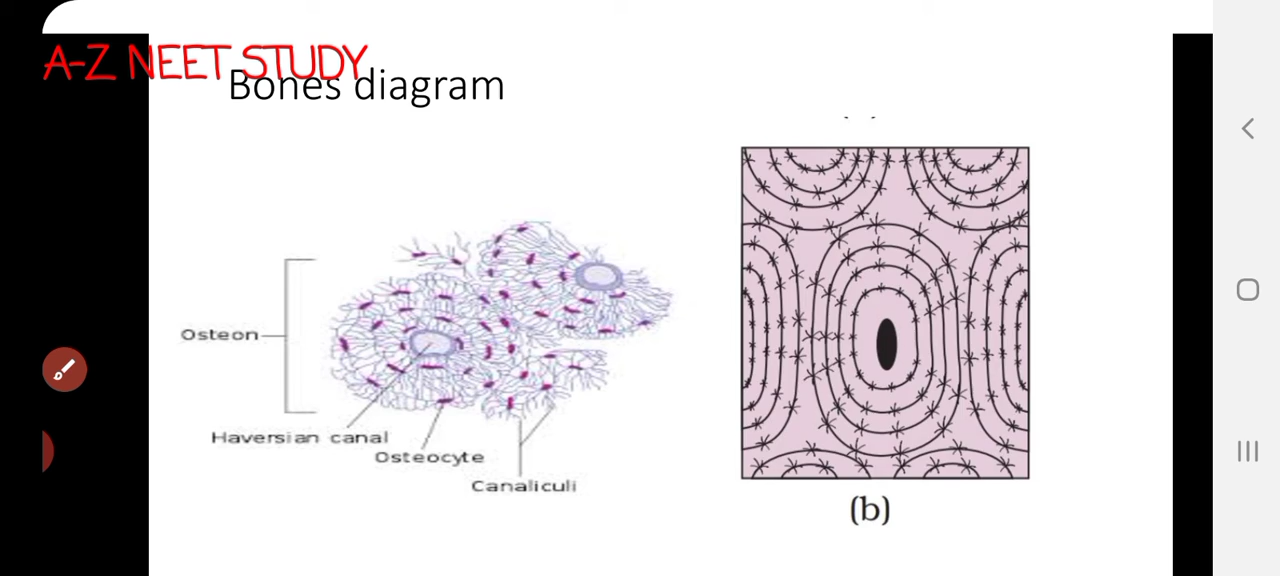 A-Z NEET STUDY
Bones diagram
Osteon
Haversian canal
Osteocyte
Canaliculi
(b)